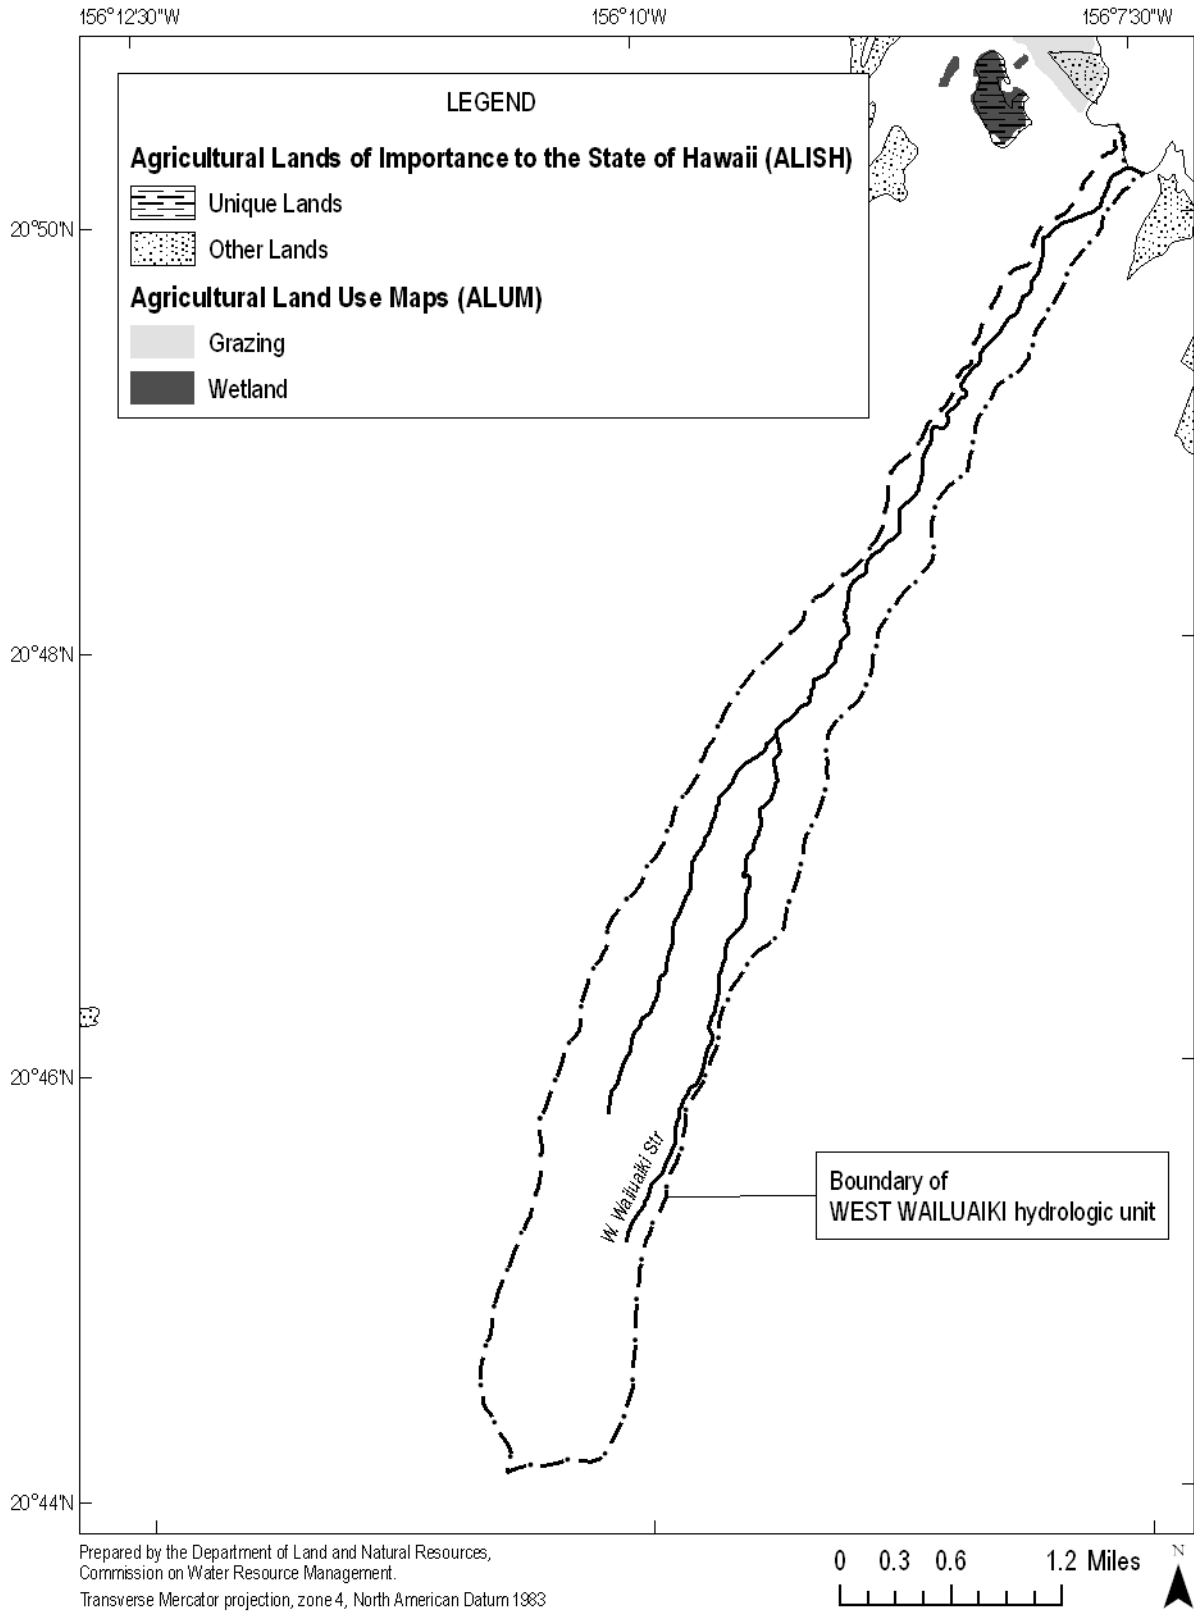 156°12'30"W 156°10'W 156°7'30"W
LEGEND
Agricultural Lands of Importance to the State of Hawaii (ALISH)
Unique Lands
20°50'N
Other Lands
Agricultural Land Use Maps (ALUM)
Grazing
Wetland
20°48'N
20°46'N
W. Wailuaiki Str
Boundary of
WEST WAILUAIKI hydrologic unit
20°44'N
Prepared by the Department of Land and Natural Resources,
Commission on Water Resource Management.
Transverse Mercator projection, zone 4, North American Datum 1983
0 0.3 0.6 1.2 Miles
N